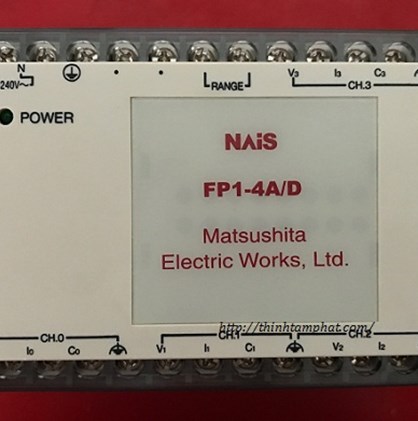 N
240V~
RANGE
V3 I3 C3
CH.3
POWER
NAiS
FP1-4A/D
Matsushita
Electric Works, Ltd.
http://thinhtamphat.com/
CH.0 CH.1 CH.2
I0 C0 V1 I1 C1 V2 I2